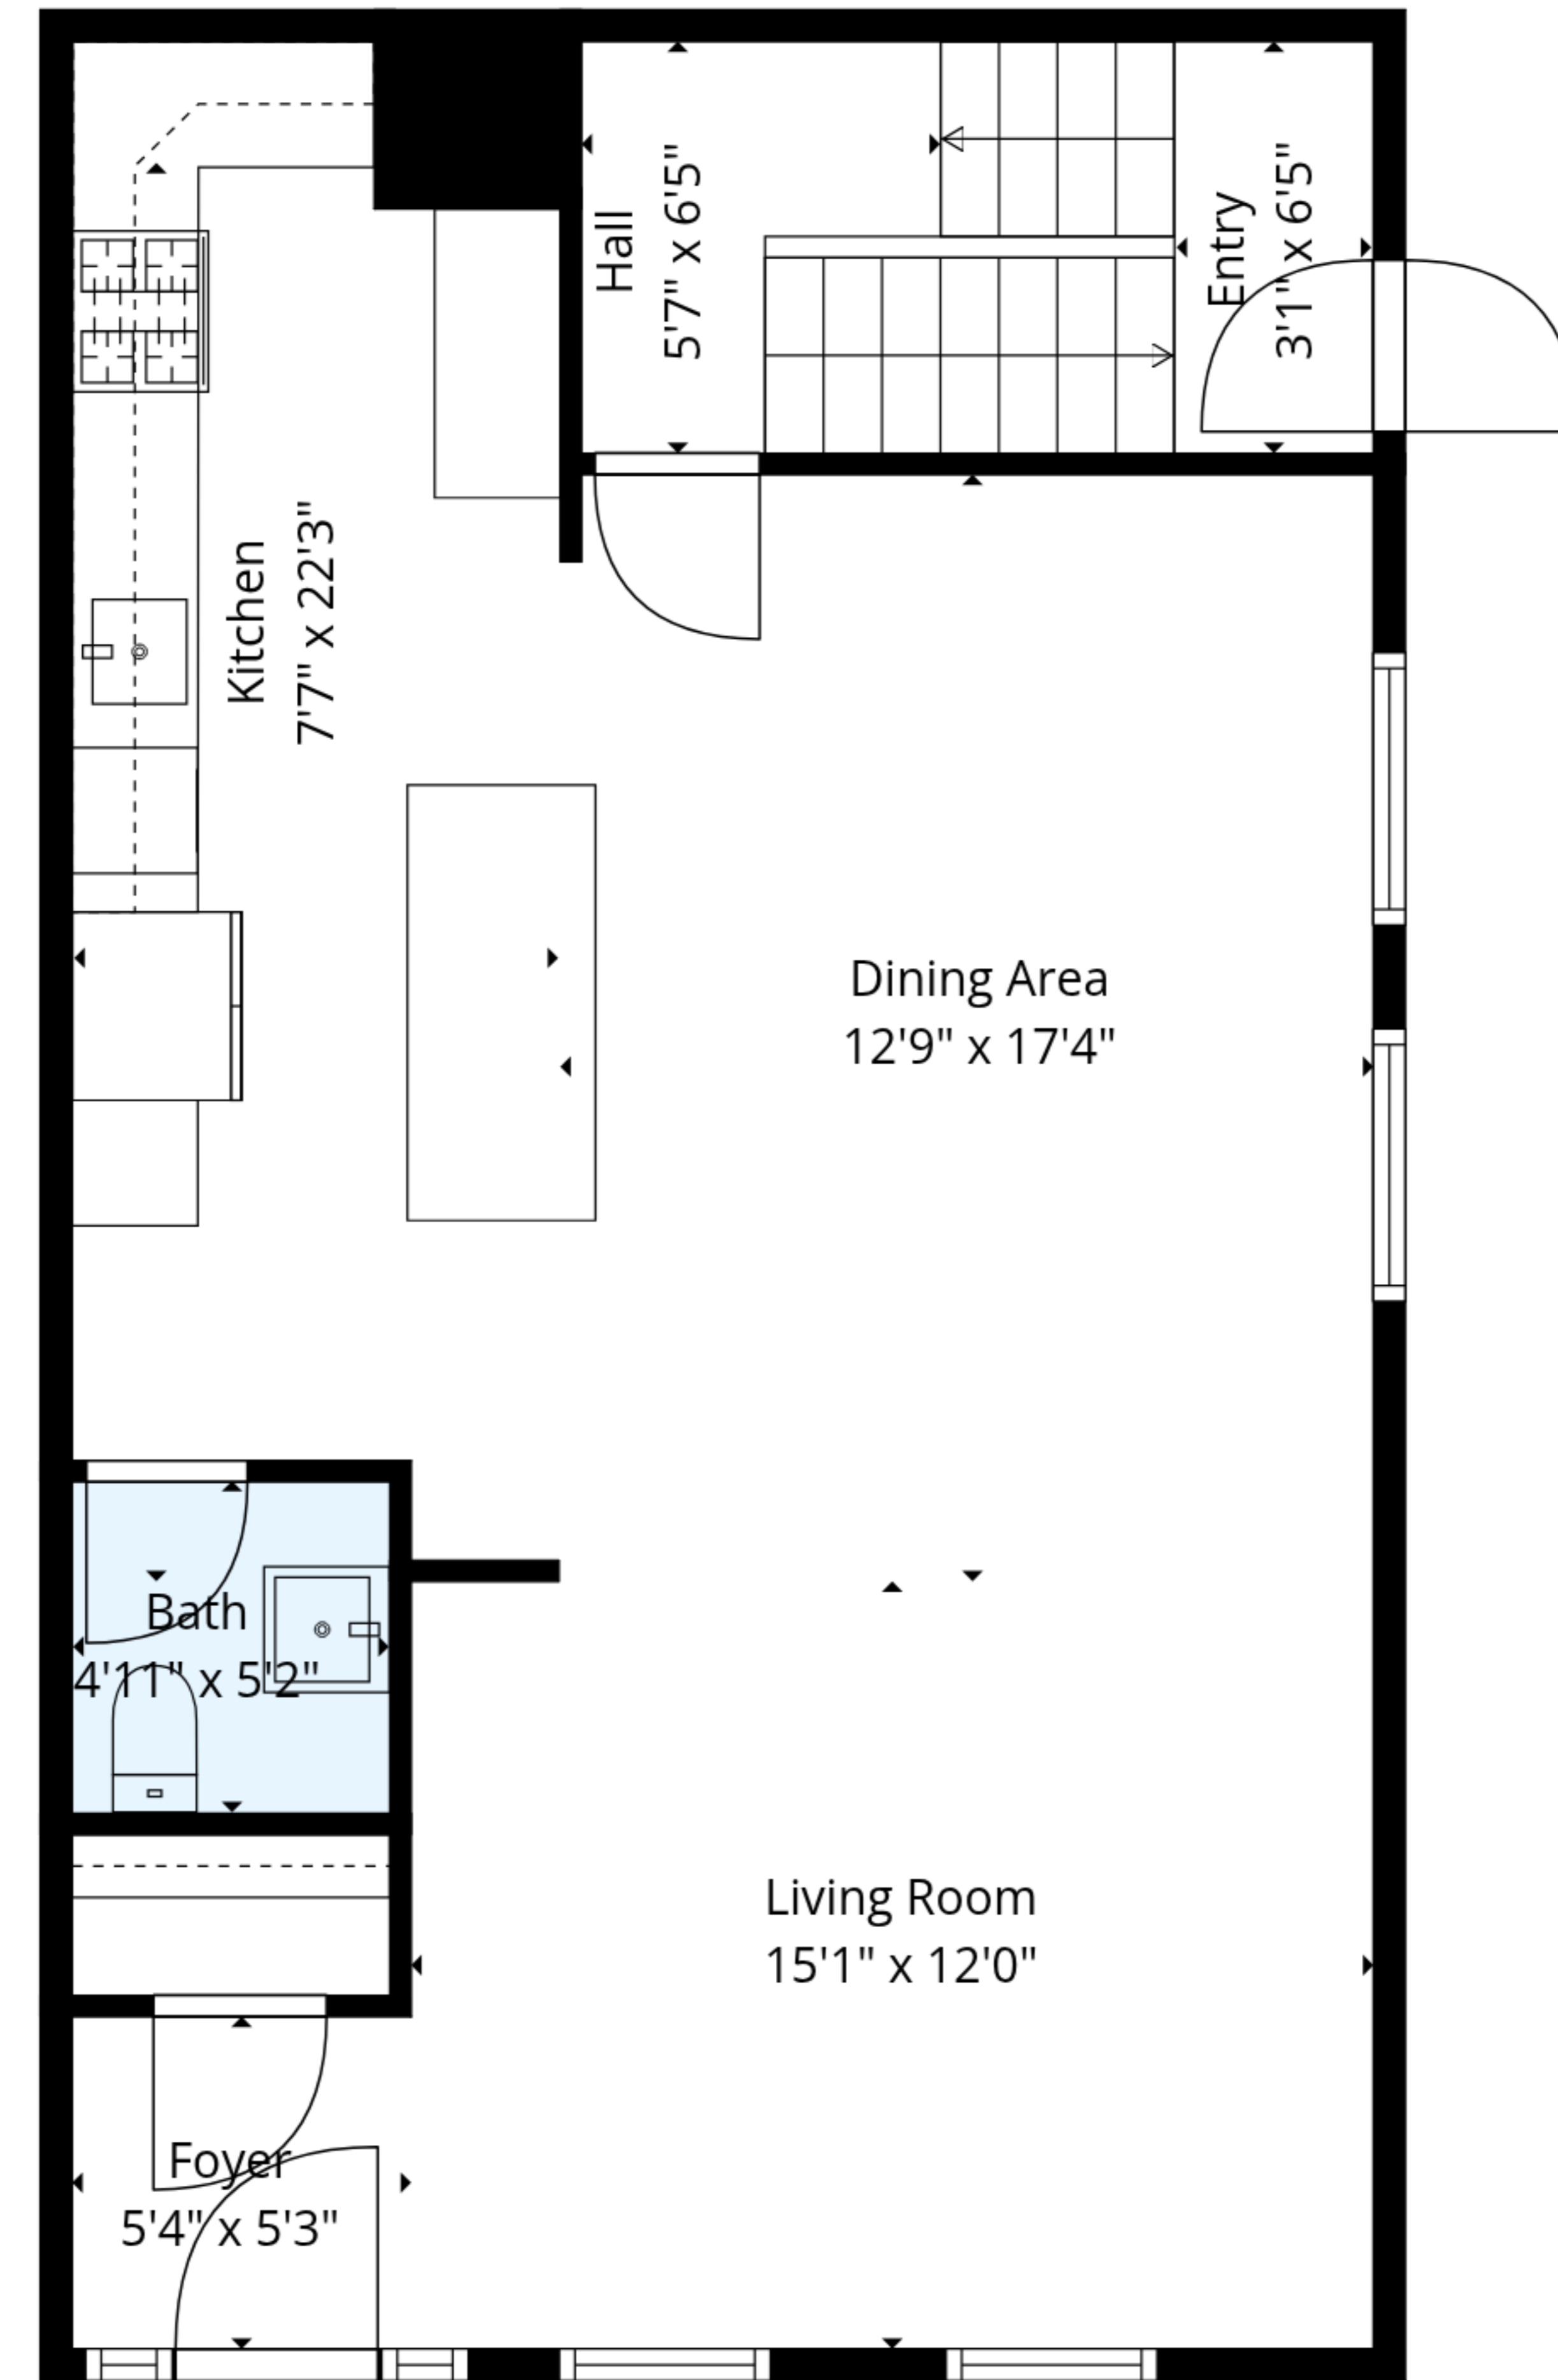 Hall
5'7" x 6'5"
Entry
3'1" x 6'5"
Kitchen
7'7" x 22'3"
Dining Area
12'9" x 17'4"
Bath
4'11" x 5'2"
Living Room
15'1" x 12'0"
Foyer
5'4" x 5'3"